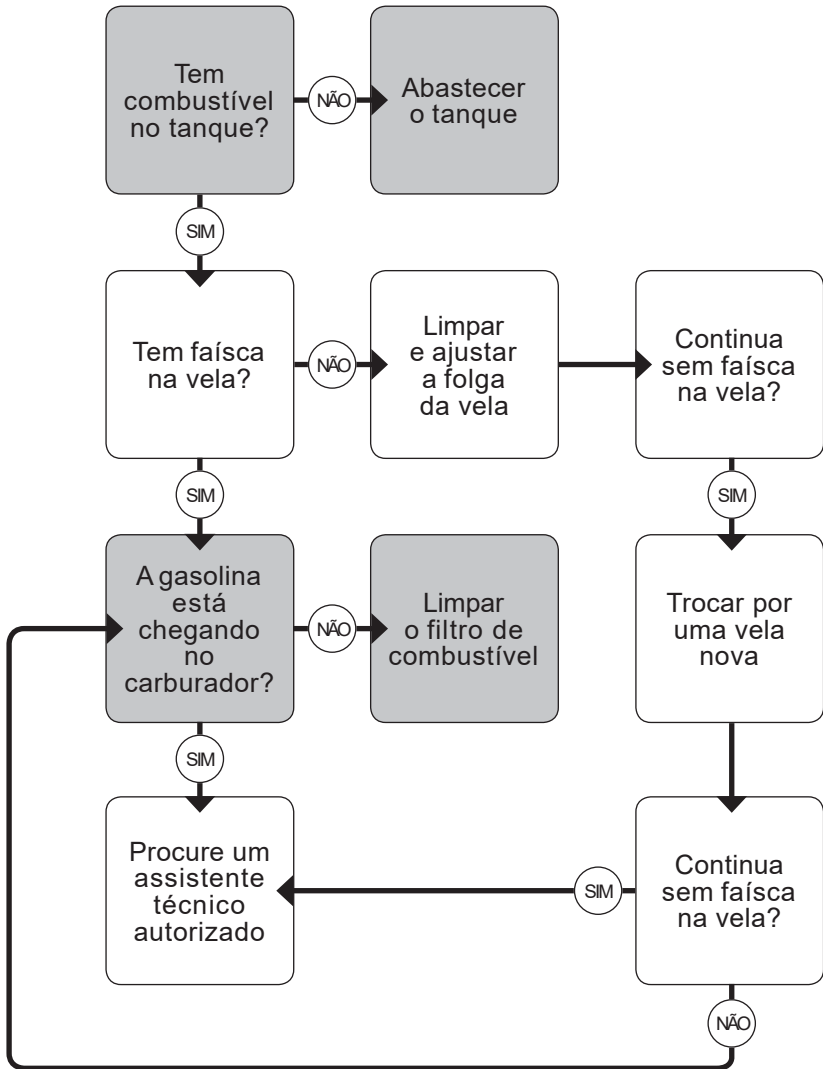 Tem
combustível
no tanque?
NÃO
Abastecer
o tanque
SIM
Tem faísca
na vela?
NÃO
Limpar
e ajustar
a folga
da vela
Continua
sem faísca
na vela?
SIM
SIM
A gasolina
está
chegando
no
carburador?
NÃO
Limpar
o filtro de
combustível
Trocar por
uma vela
nova
SIM
Procure um
assistente
técnico
autorizado
SIM
Continua
sem faísca
na vela?
NÃO